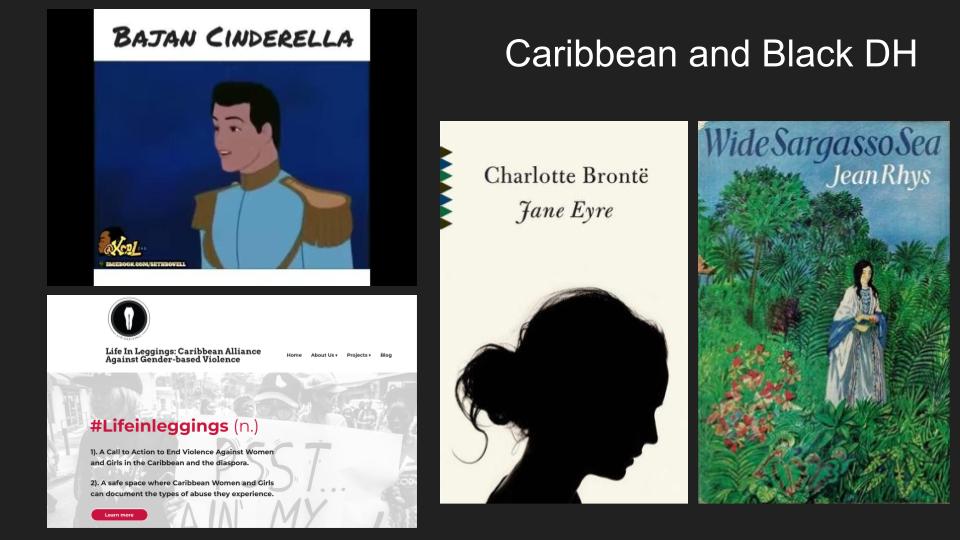 Caribbean and Black DH
BAJAN CINDERELLA
FACEBOOK.COM/SETHROVELL
Life In Leggings: Caribbean Alliance
Against Gender-based Violence
Home About Us Projects Blog
#Lifeinleggings (n.)
1). A Call to Action to End Violence Against Women
and Girls in the Caribbean and the diaspora.
2). A safe space where Caribbean Women and Girls
can document the types of abuse they experience.
Learn more
PSST...
AIN' MY
Charlotte Brontë
Jane Eyre
Wide Sargasso Sea
Jean Rhys